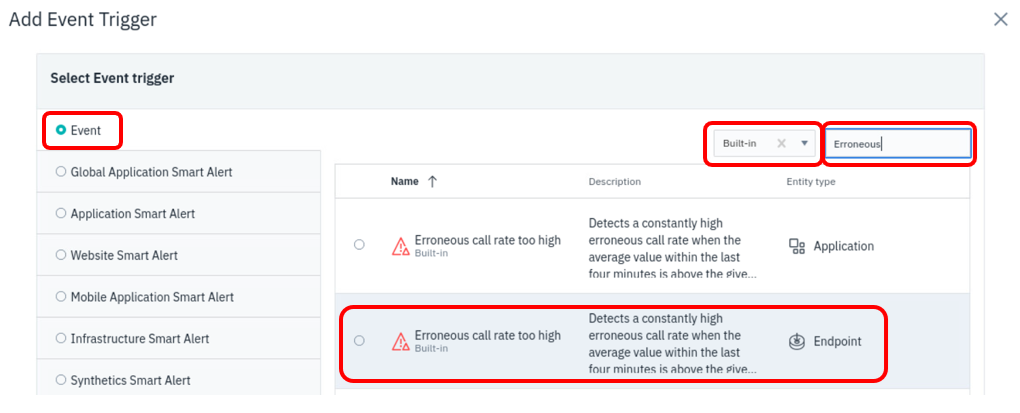 Add Event Trigger
Select Event trigger
Event
Global Application Smart Alert
Application Smart Alert
Website Smart Alert
Mobile Application Smart Alert
Infrastructure Smart Alert
Synthetics Smart Alert
Built-in
Erroneous
Name Description Entity type
Erroneous call rate too high
Built-in
Detects a constantly high
erroneous call rate when the
average value within the last
four minutes is above the give...
Application
Erroneous call rate too high
Built-in
Detects a constantly high
erroneous call rate when the
average value within the last
four minutes is above the give...
Endpoint